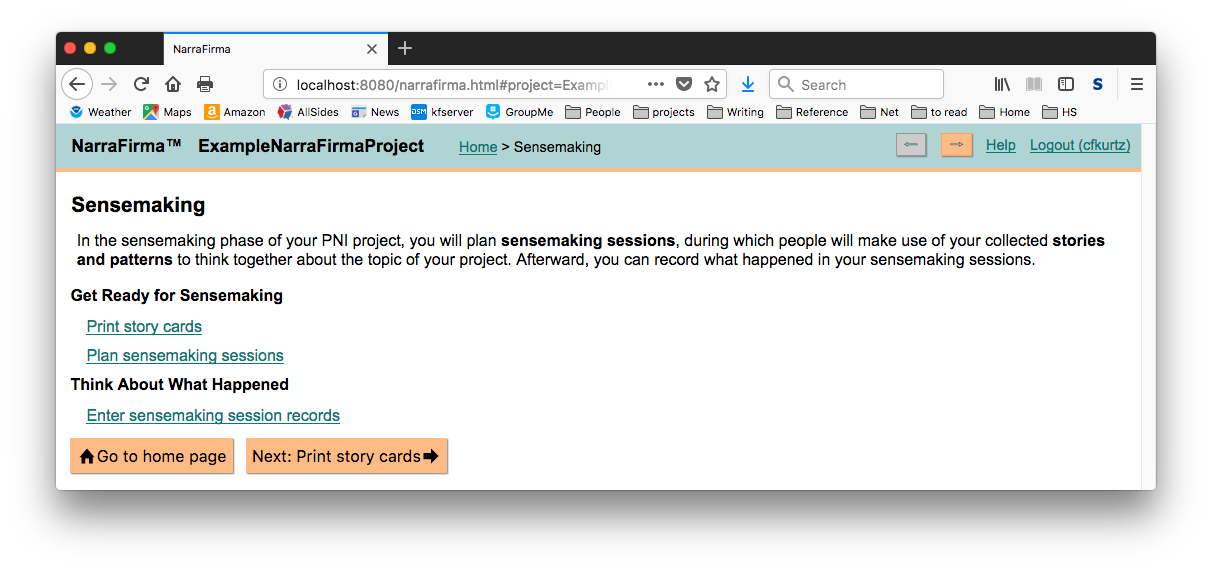 NarraFirma
localhost:8080/narrafirma.html#project=Exampl
Search
Weather Maps Amazon AllSides News DSM kfserver GroupMe People projects Writing Reference Net to read Home HS
NarraFirma™ ExampleNarraFirmaProject Home > Sensemaking Help Logout (cfkurtz)
Sensemaking
In the sensemaking phase of your PNI project, you will plan sensemaking sessions, during which people will make use of your collected stories
and patterns to think together about the topic of your project. Afterward, you can record what happened in your sensemaking sessions.
Get Ready for Sensemaking
Print story cards
Plan sensemaking sessions
Think About What Happened
Enter sensemaking session records
Go to home page Next: Print story cards